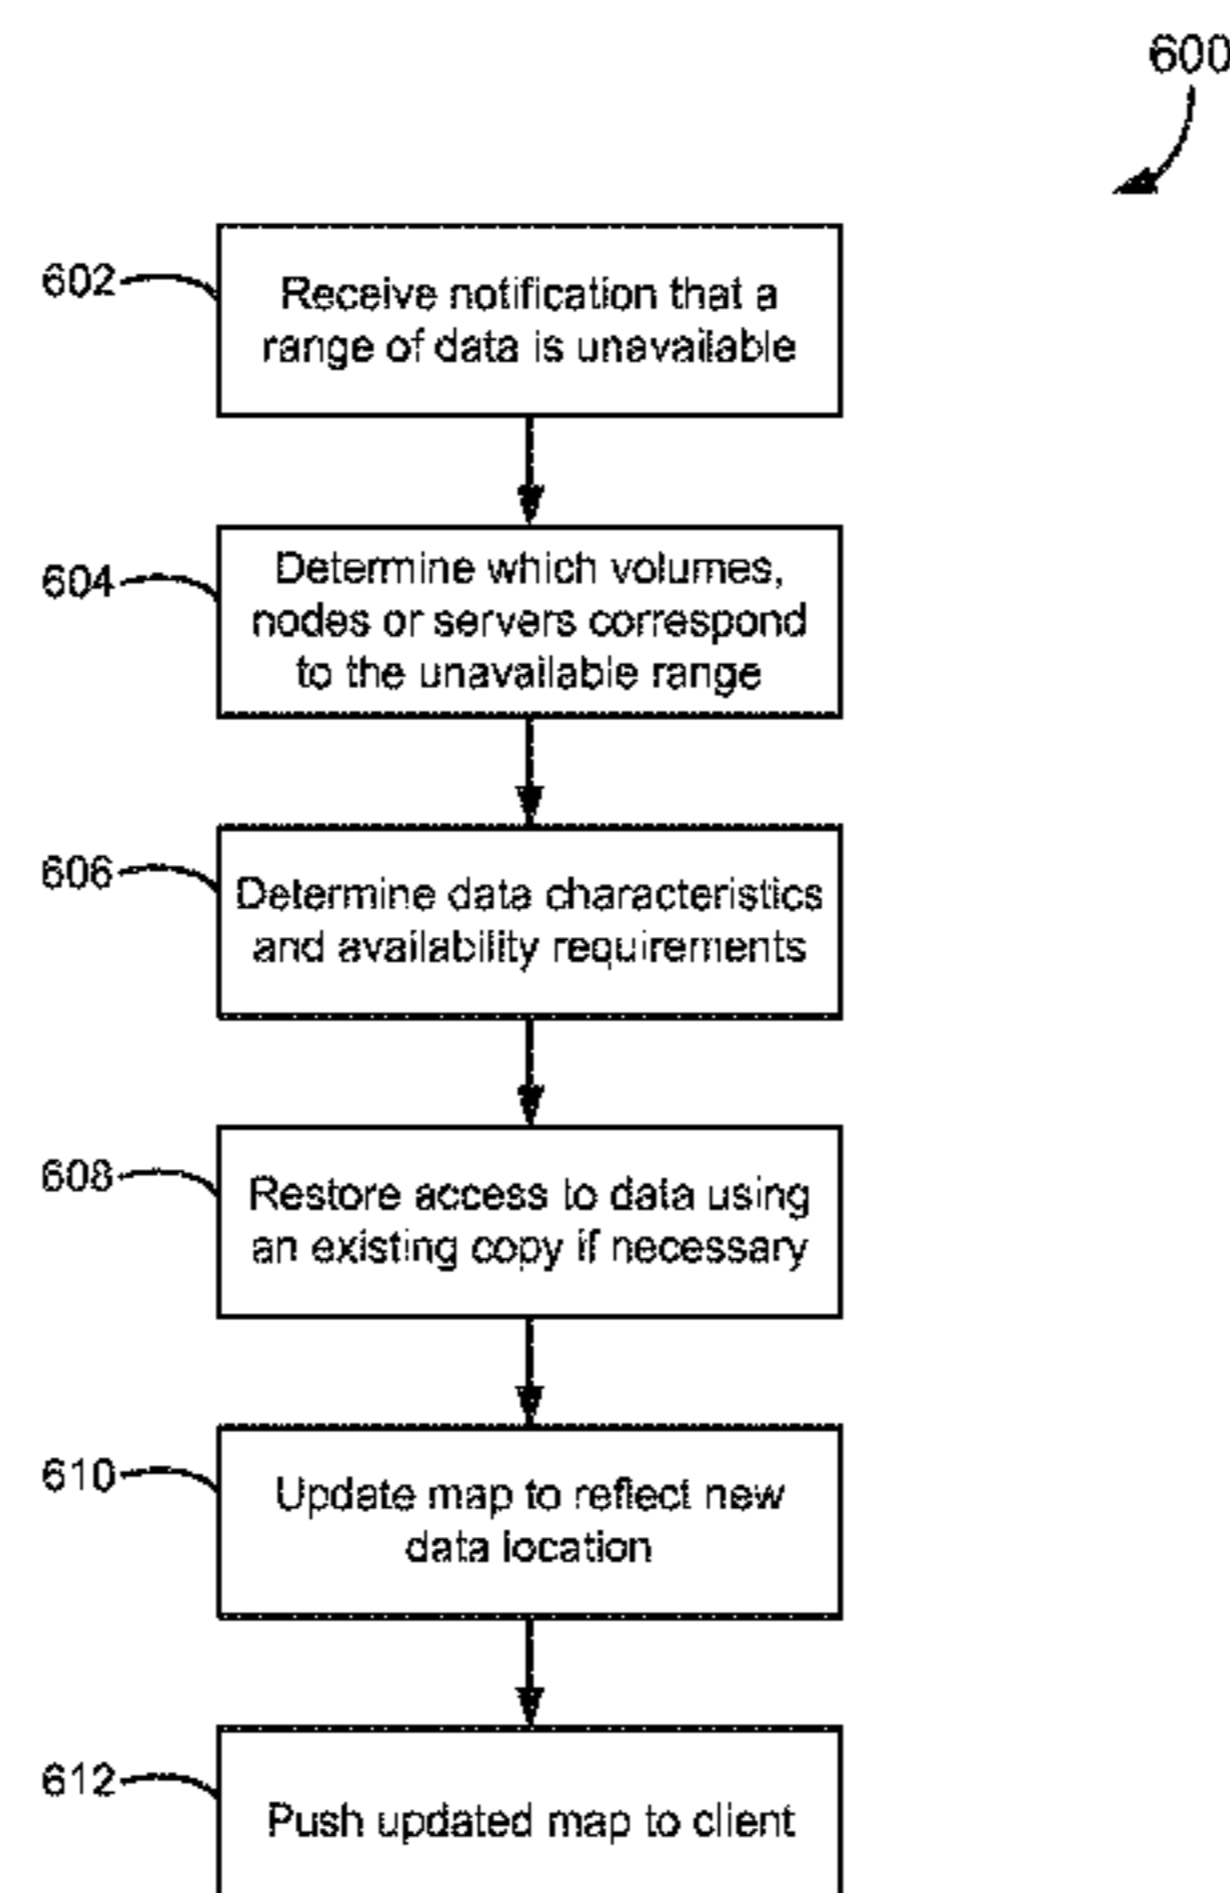 600
602
Receive notification that a
range of data is unavailable
604
Determine which volumes,
nodes or servers correspond
to the unavailable range
606
Determine data characteristics
and availability requirements
608
Restore access to data using
an existing copy if necessary
610
Update map to reflect new
data location
612
Push updated map to client